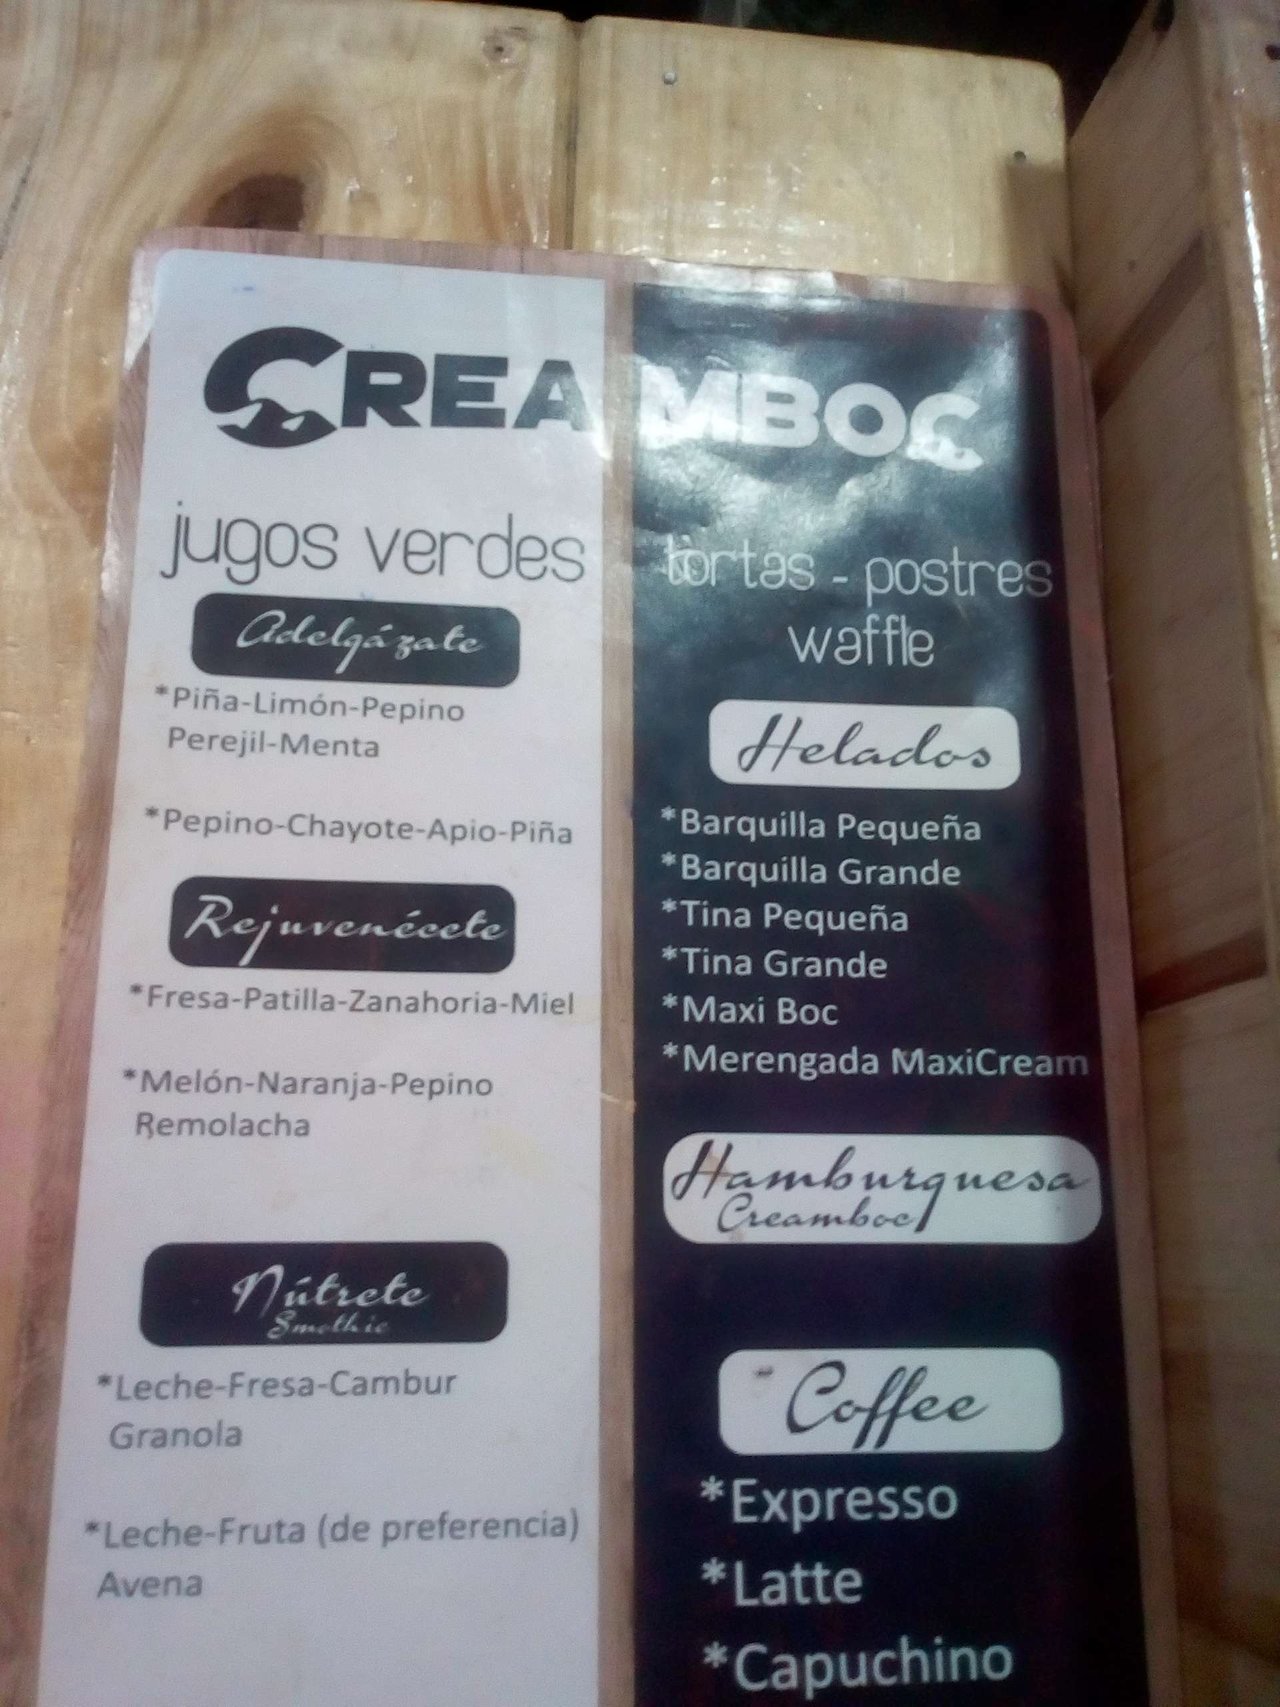 CREAMBOC
jugos verdes
Adelgázate
*Piña-Limón-Pepino
Perejil-Menta
*Pepino-Chayote-Apio-Piña
Rejuvenécete
*Fresa-Patilla-Zanahoria-Miel
*Melón-Naranja-Pepino
Remolacha
Nútrete
Smothie
*Leche-Fresa-Cambur
Granola
*Leche-Fruta (de preferencia)
Avena
tortas - postres
waffle
Helados
*Barquilla Pequeña
*Barquilla Grande
*Tina Pequeña
*Tina Grande
*Maxi Boc
*Merengada MaxiCream
Hamburguesa
Creamboc
Coffee
*Expresso
*Latte
*Capuchino